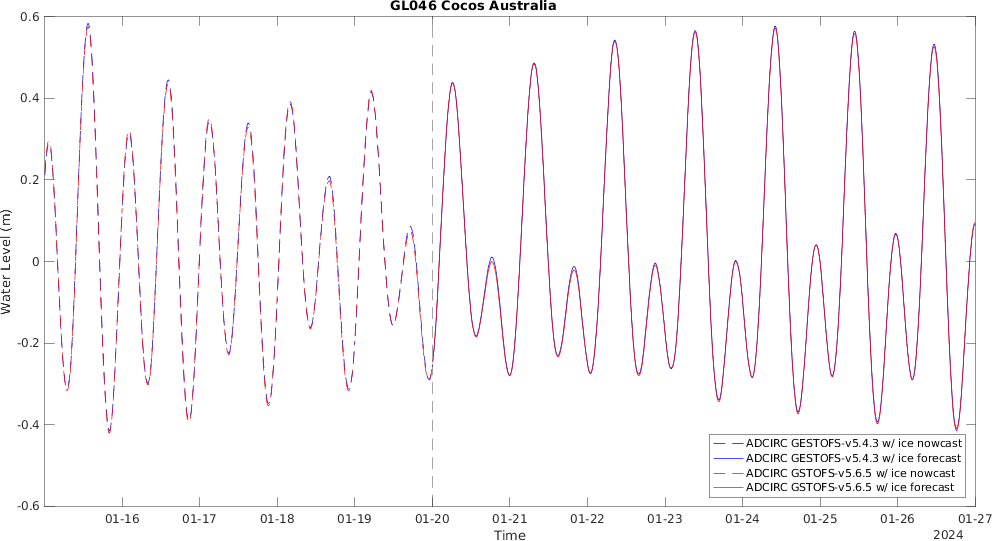 GL046 Cocos Australia
0.6
0.4
0.2
0
-0.2
-0.4
-0.6
Water Level (m)
01-16 01-17 01-18 01-19 01-20 01-21 01-22 01-23 01-24 01-25 01-26 01-27
Time
2024
ADCIRC GESTOFS-v5.4.3 w/ ice nowcast
ADCIRC GESTOFS-v5.4.3 w/ ice forecast
ADCIRC GSTOFS-v5.6.5 w/ ice nowcast
ADCIRC GSTOFS-v5.6.5 w/ ice forecast